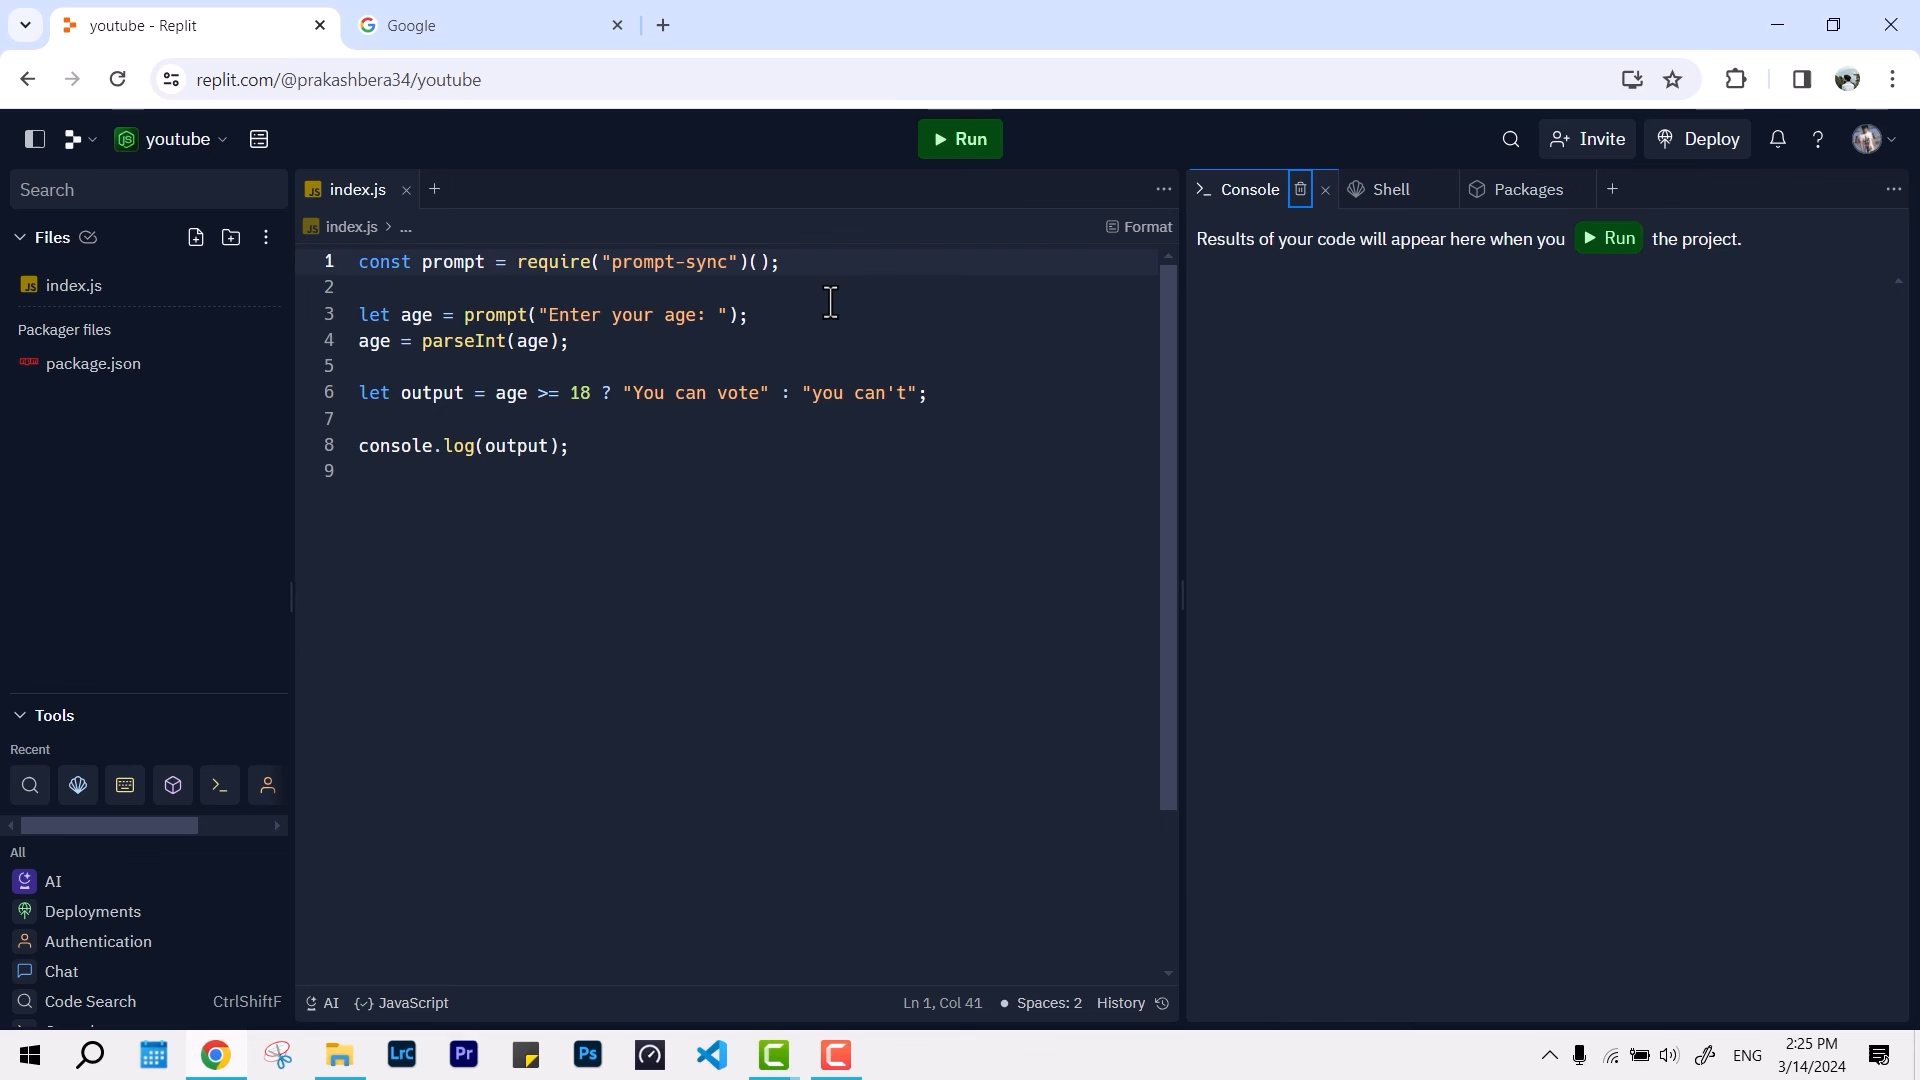 youtube - Replit
Google
replit.com/@prakashbera34/youtube
youtube
Run
Invite
Deploy
Search
Files
index.js
Packager files
package.json
Tools
Recent
All
AI
Deployments
Authentication
Chat
Code Search CtrlShiftF
index.js
index.js > ...
Format
1 const prompt = require("prompt-sync")();
2
3 let age = prompt("Enter your age: ");
4 age = parseInt(age);
5
6 let output = age >= 18 ? "You can vote" : "you can't";
7
8 console.log(output);
9
AI {} JavaScript
Ln 1, Col 41 Spaces: 2 History
Console
Shell
Packages
Results of your code will appear here when you Run the project.
LrC
Pr
Ps
ENG
2:25 PM
3/14/2024